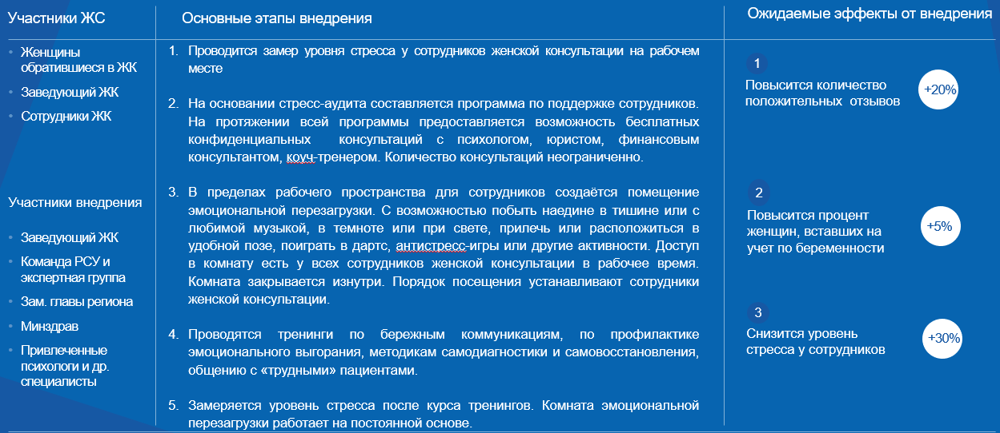 Участники ЖС
Женщины
обратившиеся в ЖК
Заведующий ЖК
Сотрудники ЖК
Участники внедрения
Заведующий ЖК
Команда РСУ и
экспертная группа
Зам. главы региона
Минздрав
Привлеченные
психологи и др.
специалисты
Основные этапы внедрения
1. Проводится замер уровня стресса у сотрудников женской консультации на рабочем
месте
2. На основании стресс-аудита составляется программа по поддержке сотрудников.
На протяжении всей программы предоставляется возможность бесплатных
конфиденциальных консультаций с психологом, юристом, финансовым
консультантом, коуч-тренером. Количество консультаций неограниченно.
3. В пределах рабочего пространства для сотрудников создаётся помещение
эмоциональной перезагрузки. С возможностью побыть наедине в тишине или с
любимой музыкой, в темноте или при свете, прилечь или расположиться в
удобной позе, поиграть в дартс, антистресс-игры или другие активности. Доступ
в комнату есть у всех сотрудников женской консультации в рабочее время.
Комната закрывается изнутри. Порядок посещения устанавливают сотрудники
женской консультации.
4. Проводятся тренинги по бережным коммуникациям, по профилактике
эмоционального выгорания, методикам самодиагностики и самовосстановления,
общению с «трудными» пациентами.
5. Замеряется уровень стресса после курса тренингов. Комната эмоциональной
перезагрузки работает на постоянной основе.
Ожидаемые эффекты от внедрения
1
Повысится количество
положительных отзывов
+20%
2
Повысится процент
женщин, вставших на
учет по беременности
+5%
3
Снизится уровень
стресса у сотрудников
+30%